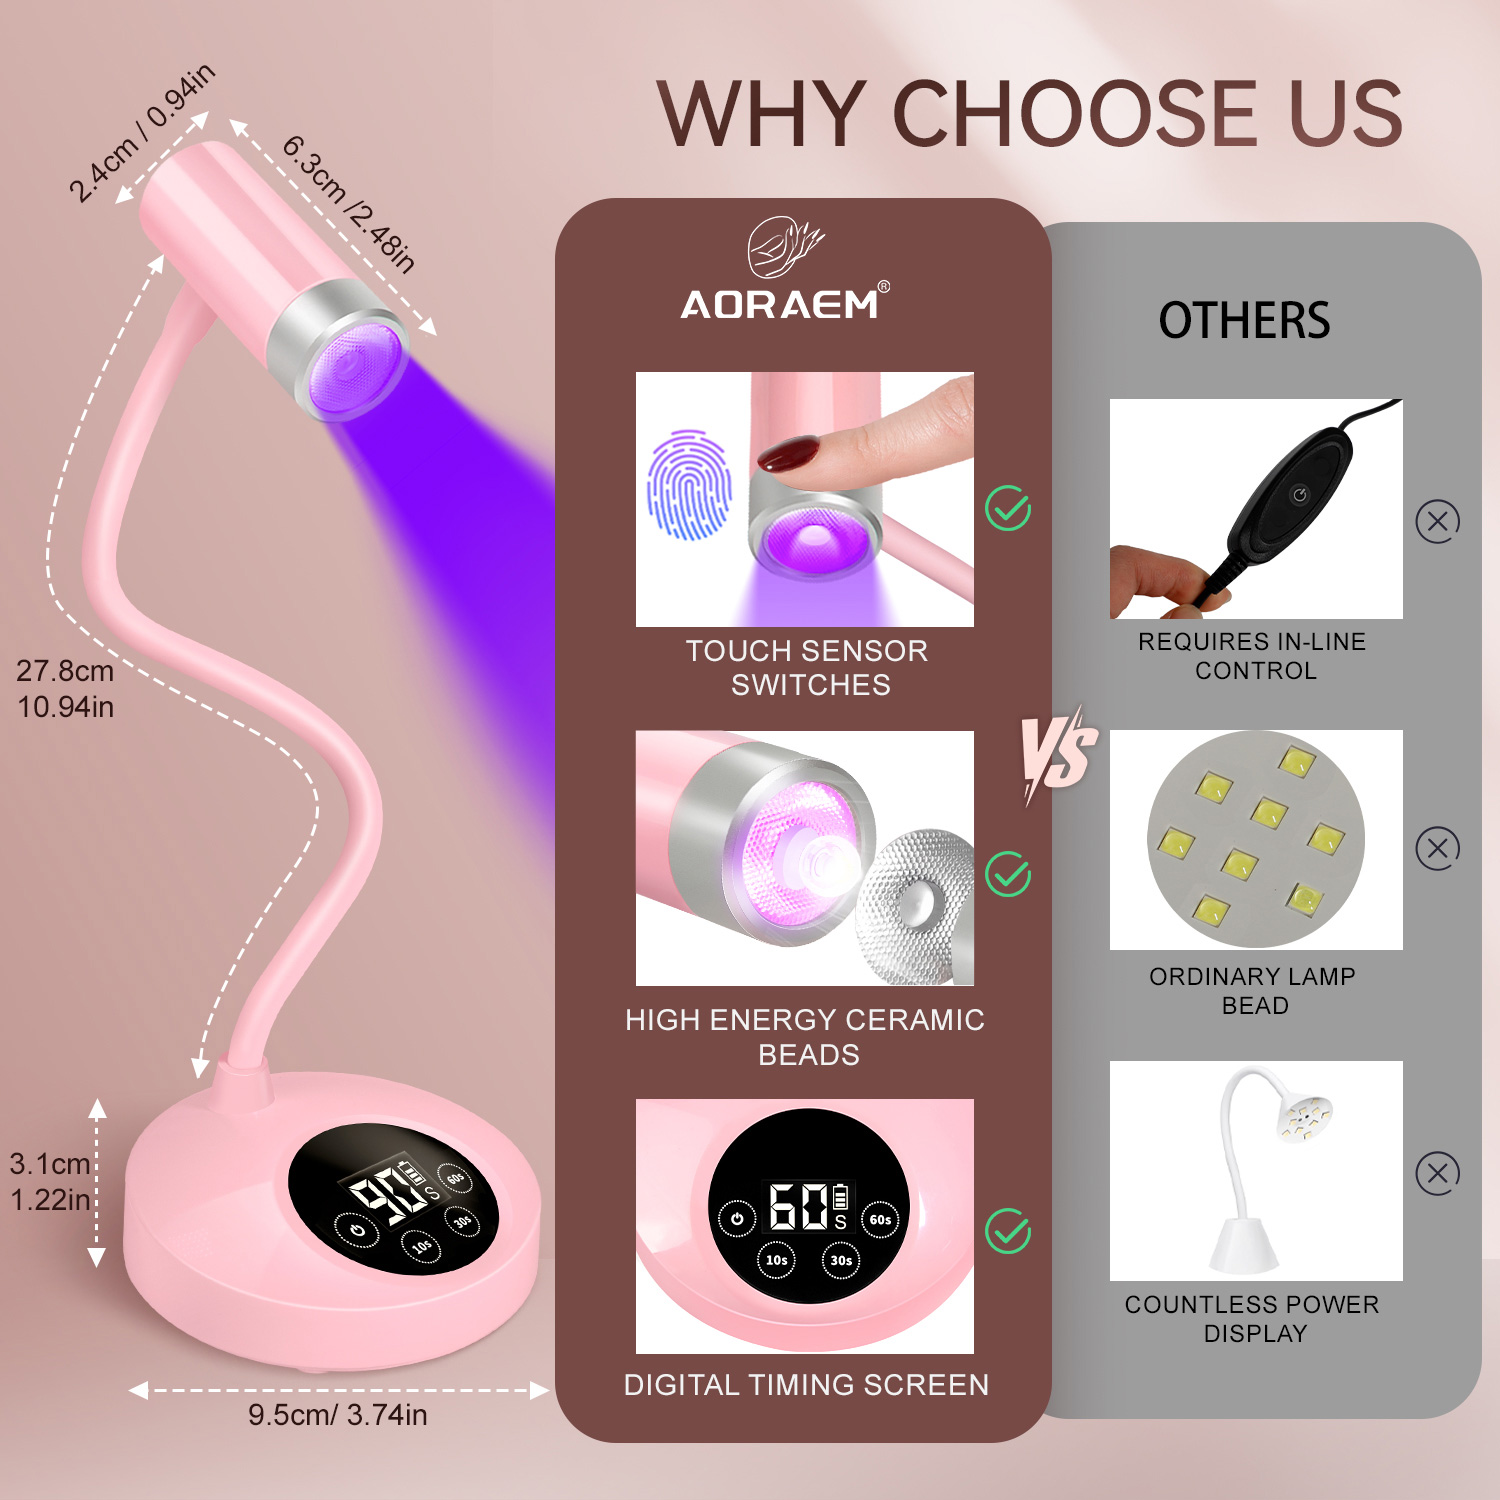 WHY CHOOSE US
2.4cm / 0.94in
6.3cm /2.48in
27.8cm
10.94in
3.1cm
1.22in
9.5cm/ 3.74in
90 S
60s
30s
10s
AORAEM®
TOUCH SENSOR
SWITCHES
HIGH ENERGY CERAMIC
BEADS
60 S
60s
10s
30s
DIGITAL TIMING SCREEN
VS
OTHERS
REQUIRES IN-LINE
CONTROL
ORDINARY LAMP
BEAD
COUNTLESS POWER
DISPLAY